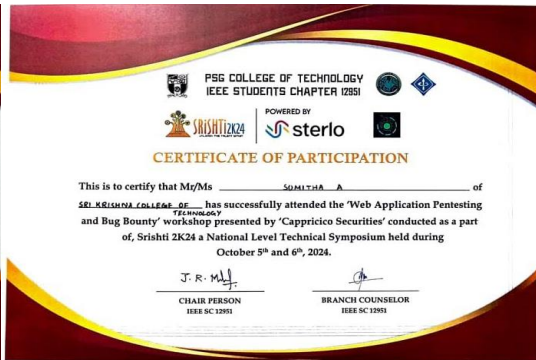 PSG COLLEGE OF TECHNOLOGY
IEEE STUDENTS CHAPTER 12951
SRISHTI2K24
POWERED BY
sterlo
CERTIFICATE OF PARTICIPATION
This is to certify that Mr/Ms SUMITHA A of
SRI KRISHNA COLLEGE OF TECHNOLOGY has successfully attended the 'Web Application Pentesting
and Bug Bounty' workshop presented by 'Cappricico Securities' conducted as a part
of, Srishti 2K24 a National Level Technical Symposium held during
October 5th and 6th, 2024.
CHAIR PERSON
IEEE SC 12951
BRANCH COUNSELOR
IEEE SC 12951